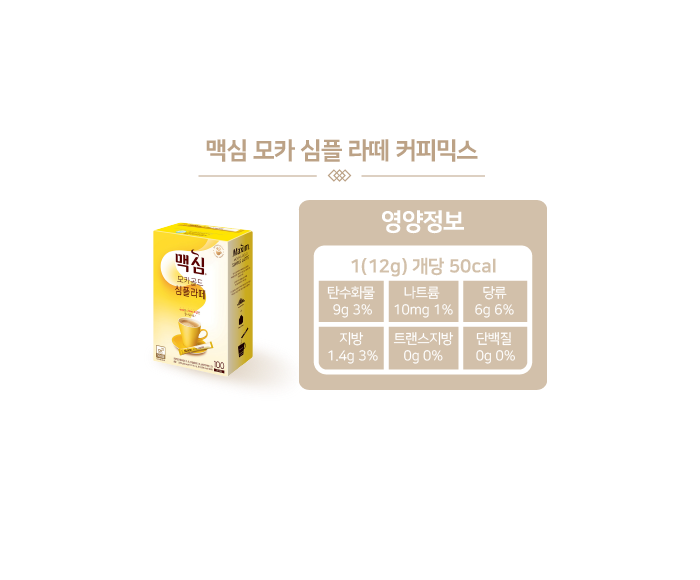 맥심 모카 심플 라떼 커피믹스
영양정보
1(12g) 개당 50cal
탄수화물 나트륨 당류
9g 3% 10mg 1% 6g 6%
지방 트랜스지방 단백질
1.4g 3% 0g 0% 0g 0%
맥심
모카골드
심플라떼
Maxim
100